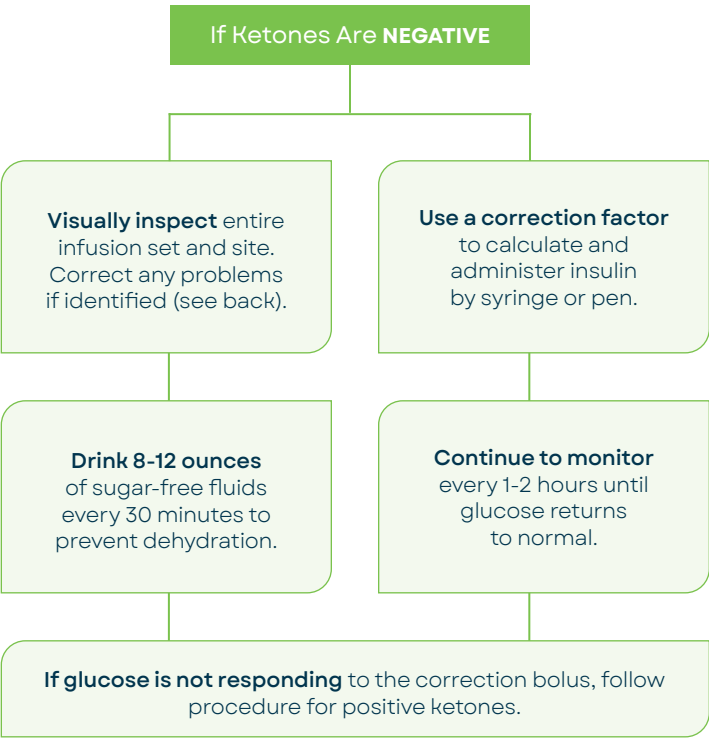 If Ketones Are NEGATIVE
Visually inspect entire
infusion set and site.
Correct any problems
if identified (see back).
Use a correction factor
to calculate and
administer insulin
by syringe or pen.
Drink 8-12 ounces
of sugar-free fluids
every 30 minutes to
prevent dehydration.
Continue to monitor
every 1-2 hours until
glucose returns
to normal.
If glucose is not responding to the correction bolus, follow
procedure for positive ketones.